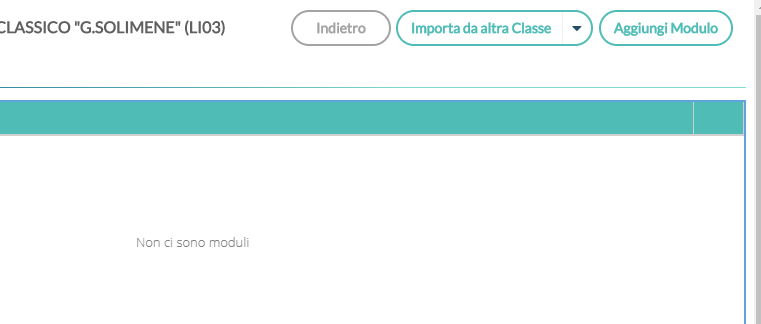 CLASSICO "G.SOLIMENE" (LI03)
Indietro
Importa da altra Classe
Aggiungi Modulo
Non ci sono moduli